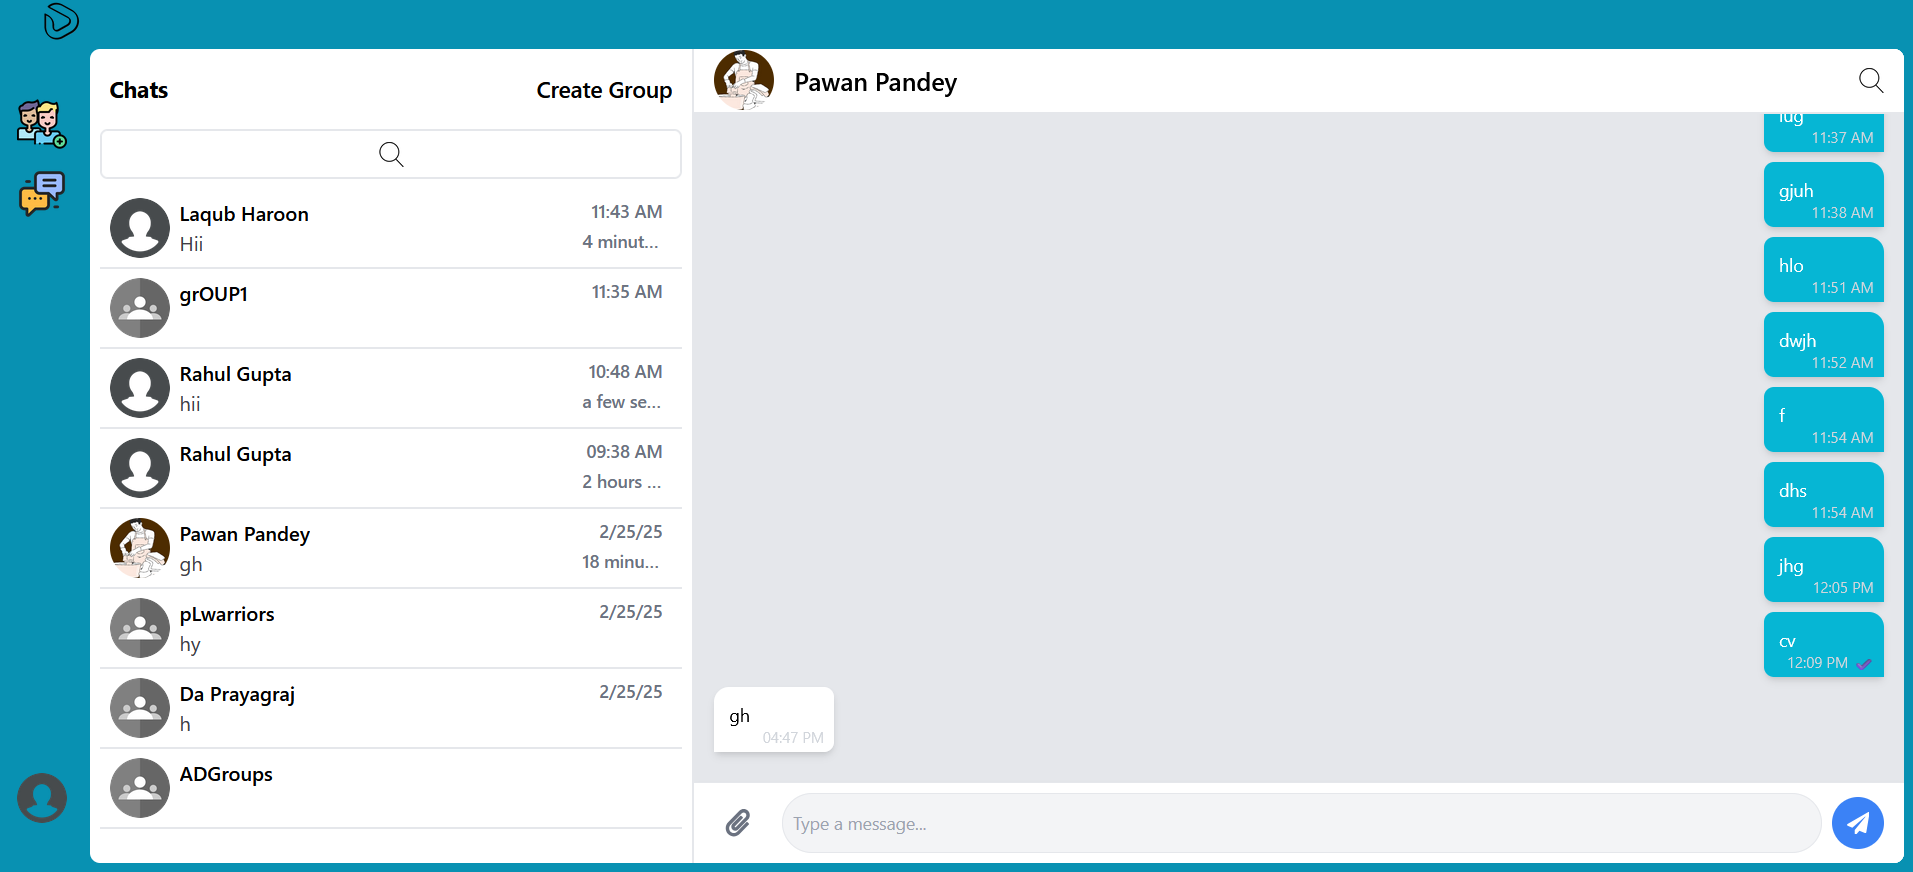 Chats
Create Group
Laqub Haroon
11:43 AM
Hii
4 minut...
grOUP1
11:35 AM
Rahul Gupta
10:48 AM
hii
a few se...
Rahul Gupta
09:38 AM
2 hours ...
Pawan Pandey
2/25/25
gh
18 minu...
pLwarriors
2/25/25
hy
Da Prayagraj
2/25/25
h
ADGroups
Pawan Pandey
11:37 AM
gjuh
11:38 AM
hlo
11:51 AM
dwjh
11:52 AM
f
11:54 AM
dhs
11:54 AM
jhg
12:05 PM
cv
12:09 PM
gh
04:47 PM
Type a message...